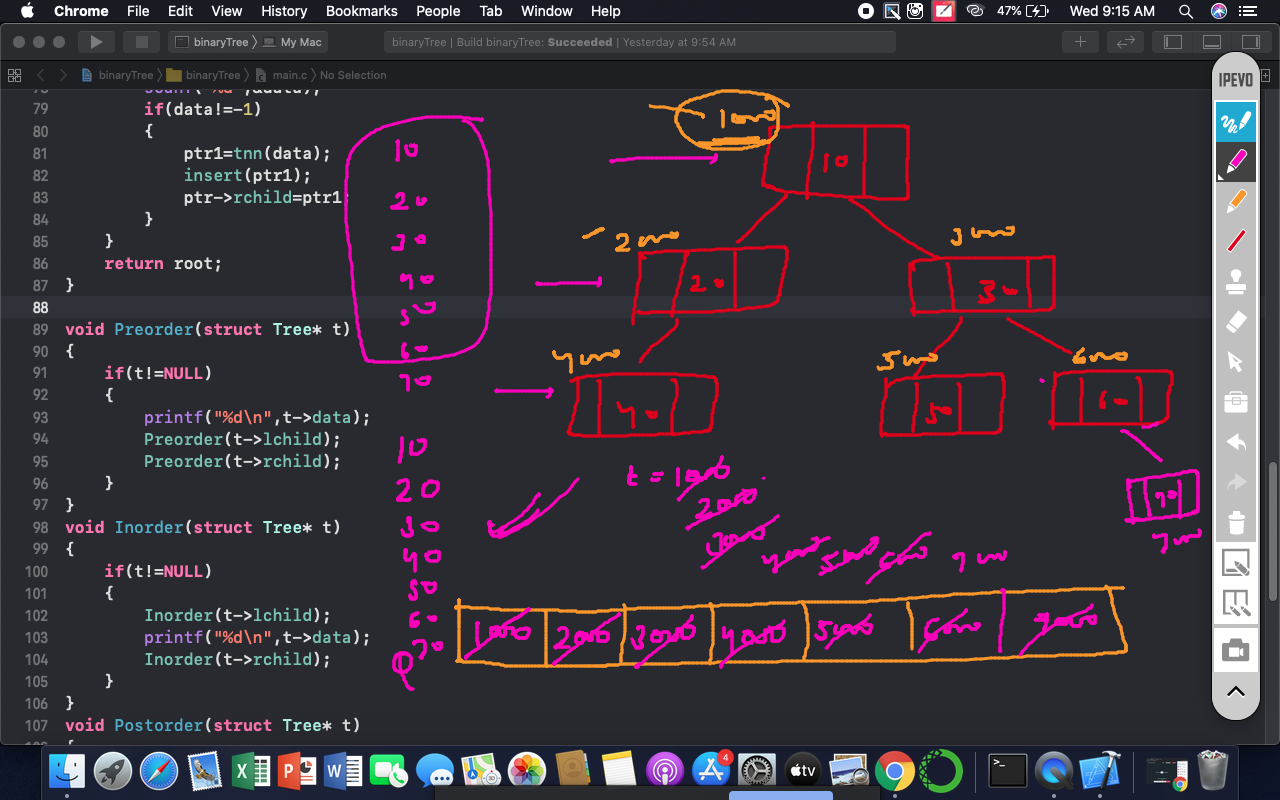 Chrome File Edit View History Bookmarks People Tab Window Help 47% Wed 9:15 AM
binaryTree My Mac binaryTree | Build binaryTree: Succeeded | Yesterday at 9:54 AM
binaryTree binaryTree main.c No Selection
IPEVO
79 if(data!=-1)
80 {
81 ptr1=tnn(data);
82 insert(ptr1);
83 ptr->rchild=ptr1
84 }
85 }
86 return root;
87 }
88
89 void Preorder(struct Tree* t)
90 {
91 if(t!=NULL)
92 {
93 printf("%d\n",t->data);
94 Preorder(t->lchild);
95 Preorder(t->rchild);
96 }
97 }
98 void Inorder(struct Tree* t)
99 {
100 if(t!=NULL)
101 {
102 Inorder(t->lchild);
103 printf("%d\n",t->data);
104 Inorder(t->rchild);
105 }
106 }
107 void Postorder(struct Tree* t)
10
20
30
40
50
60
70
10
20
30
40
50
60
70
Q
1000
10
2000
20
3000
30
4000
40
5000
50
6000
60
70
7000
t = 1000
2000
3000
4000 5000 6000 7000
1000 2000 3000 4000 5000 6000 7000
4
tv